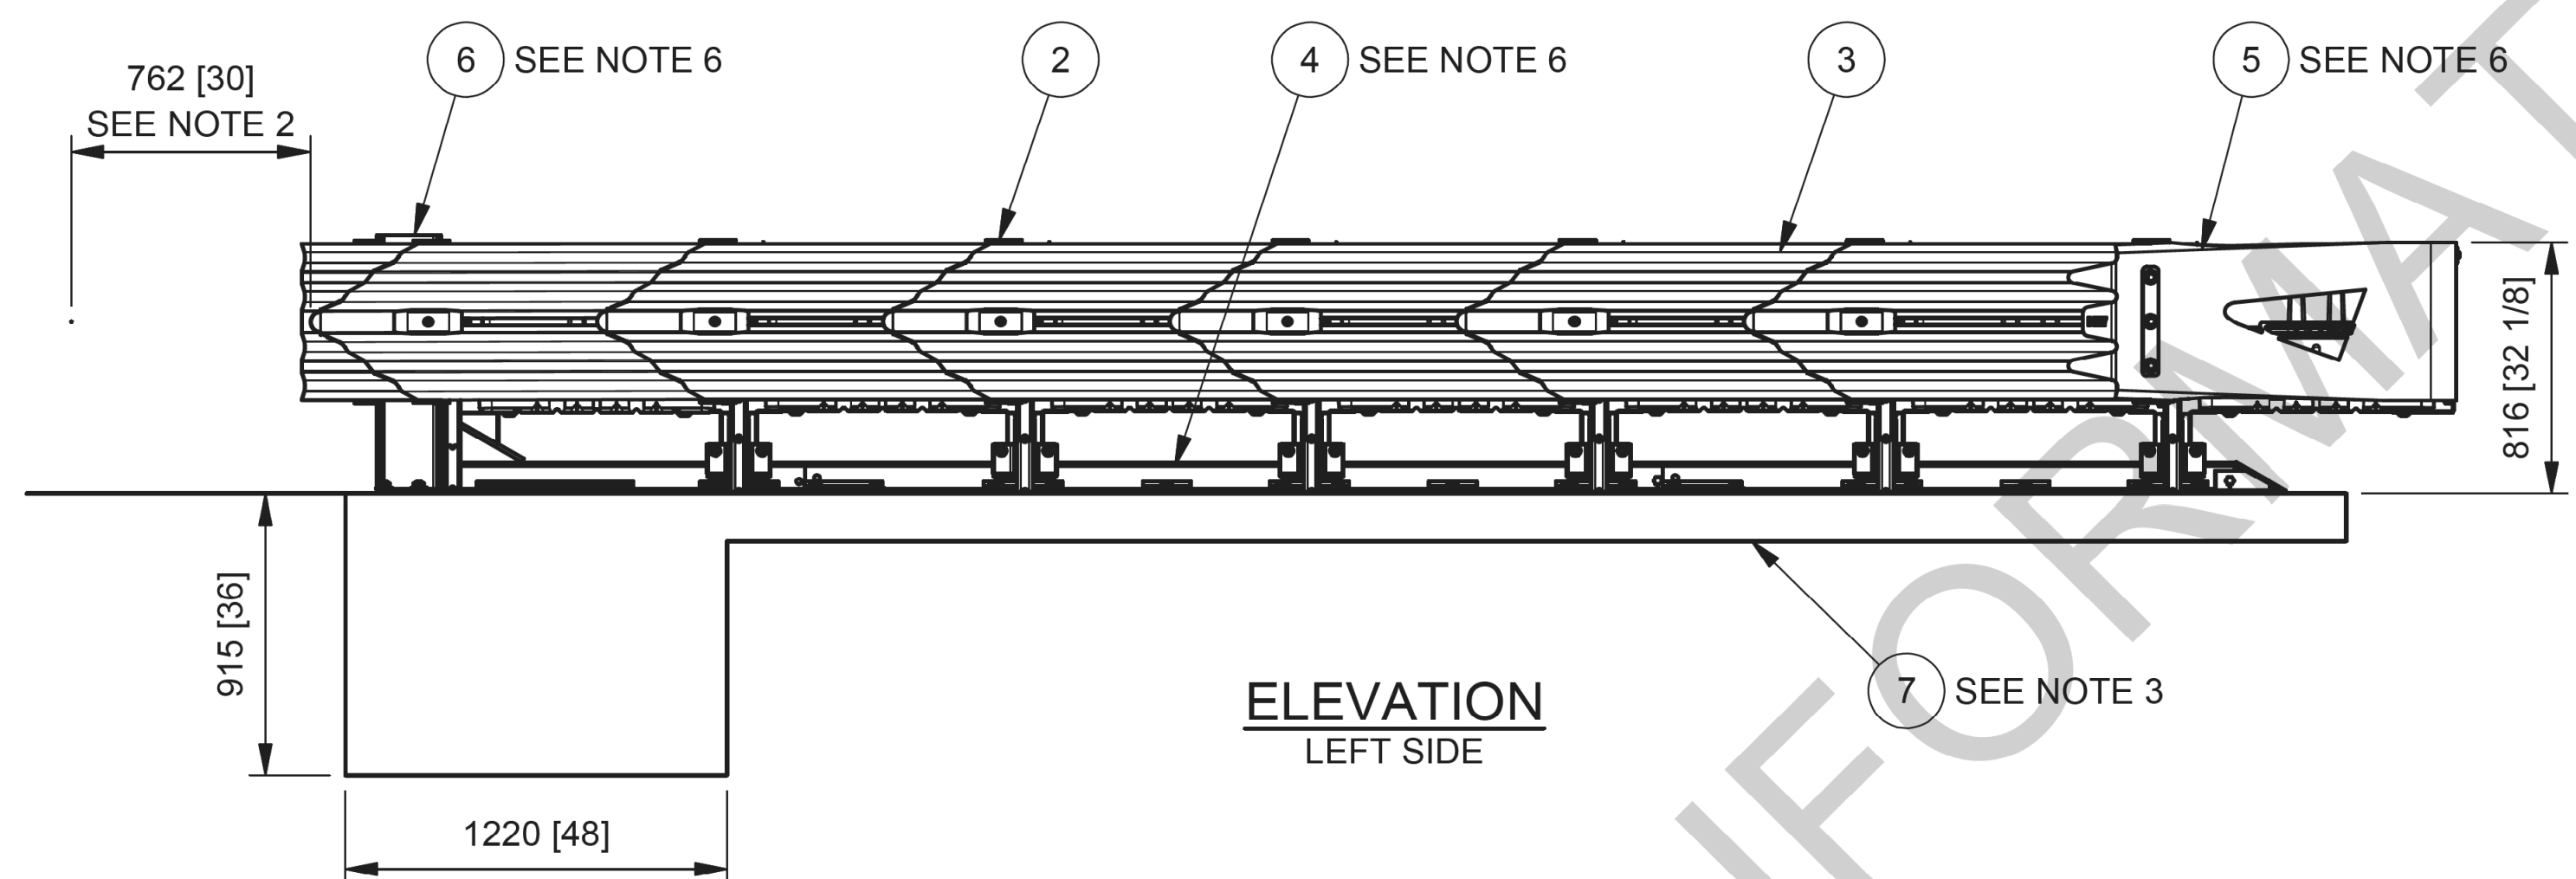 6 SEE NOTE 6
2
4 SEE NOTE 6
3
5 SEE NOTE 6
762 [30]
SEE NOTE 2
816 [32 1/8]
915 [36]
7 SEE NOTE 3
ELEVATION
LEFT SIDE
1220 [48]
FORMAT